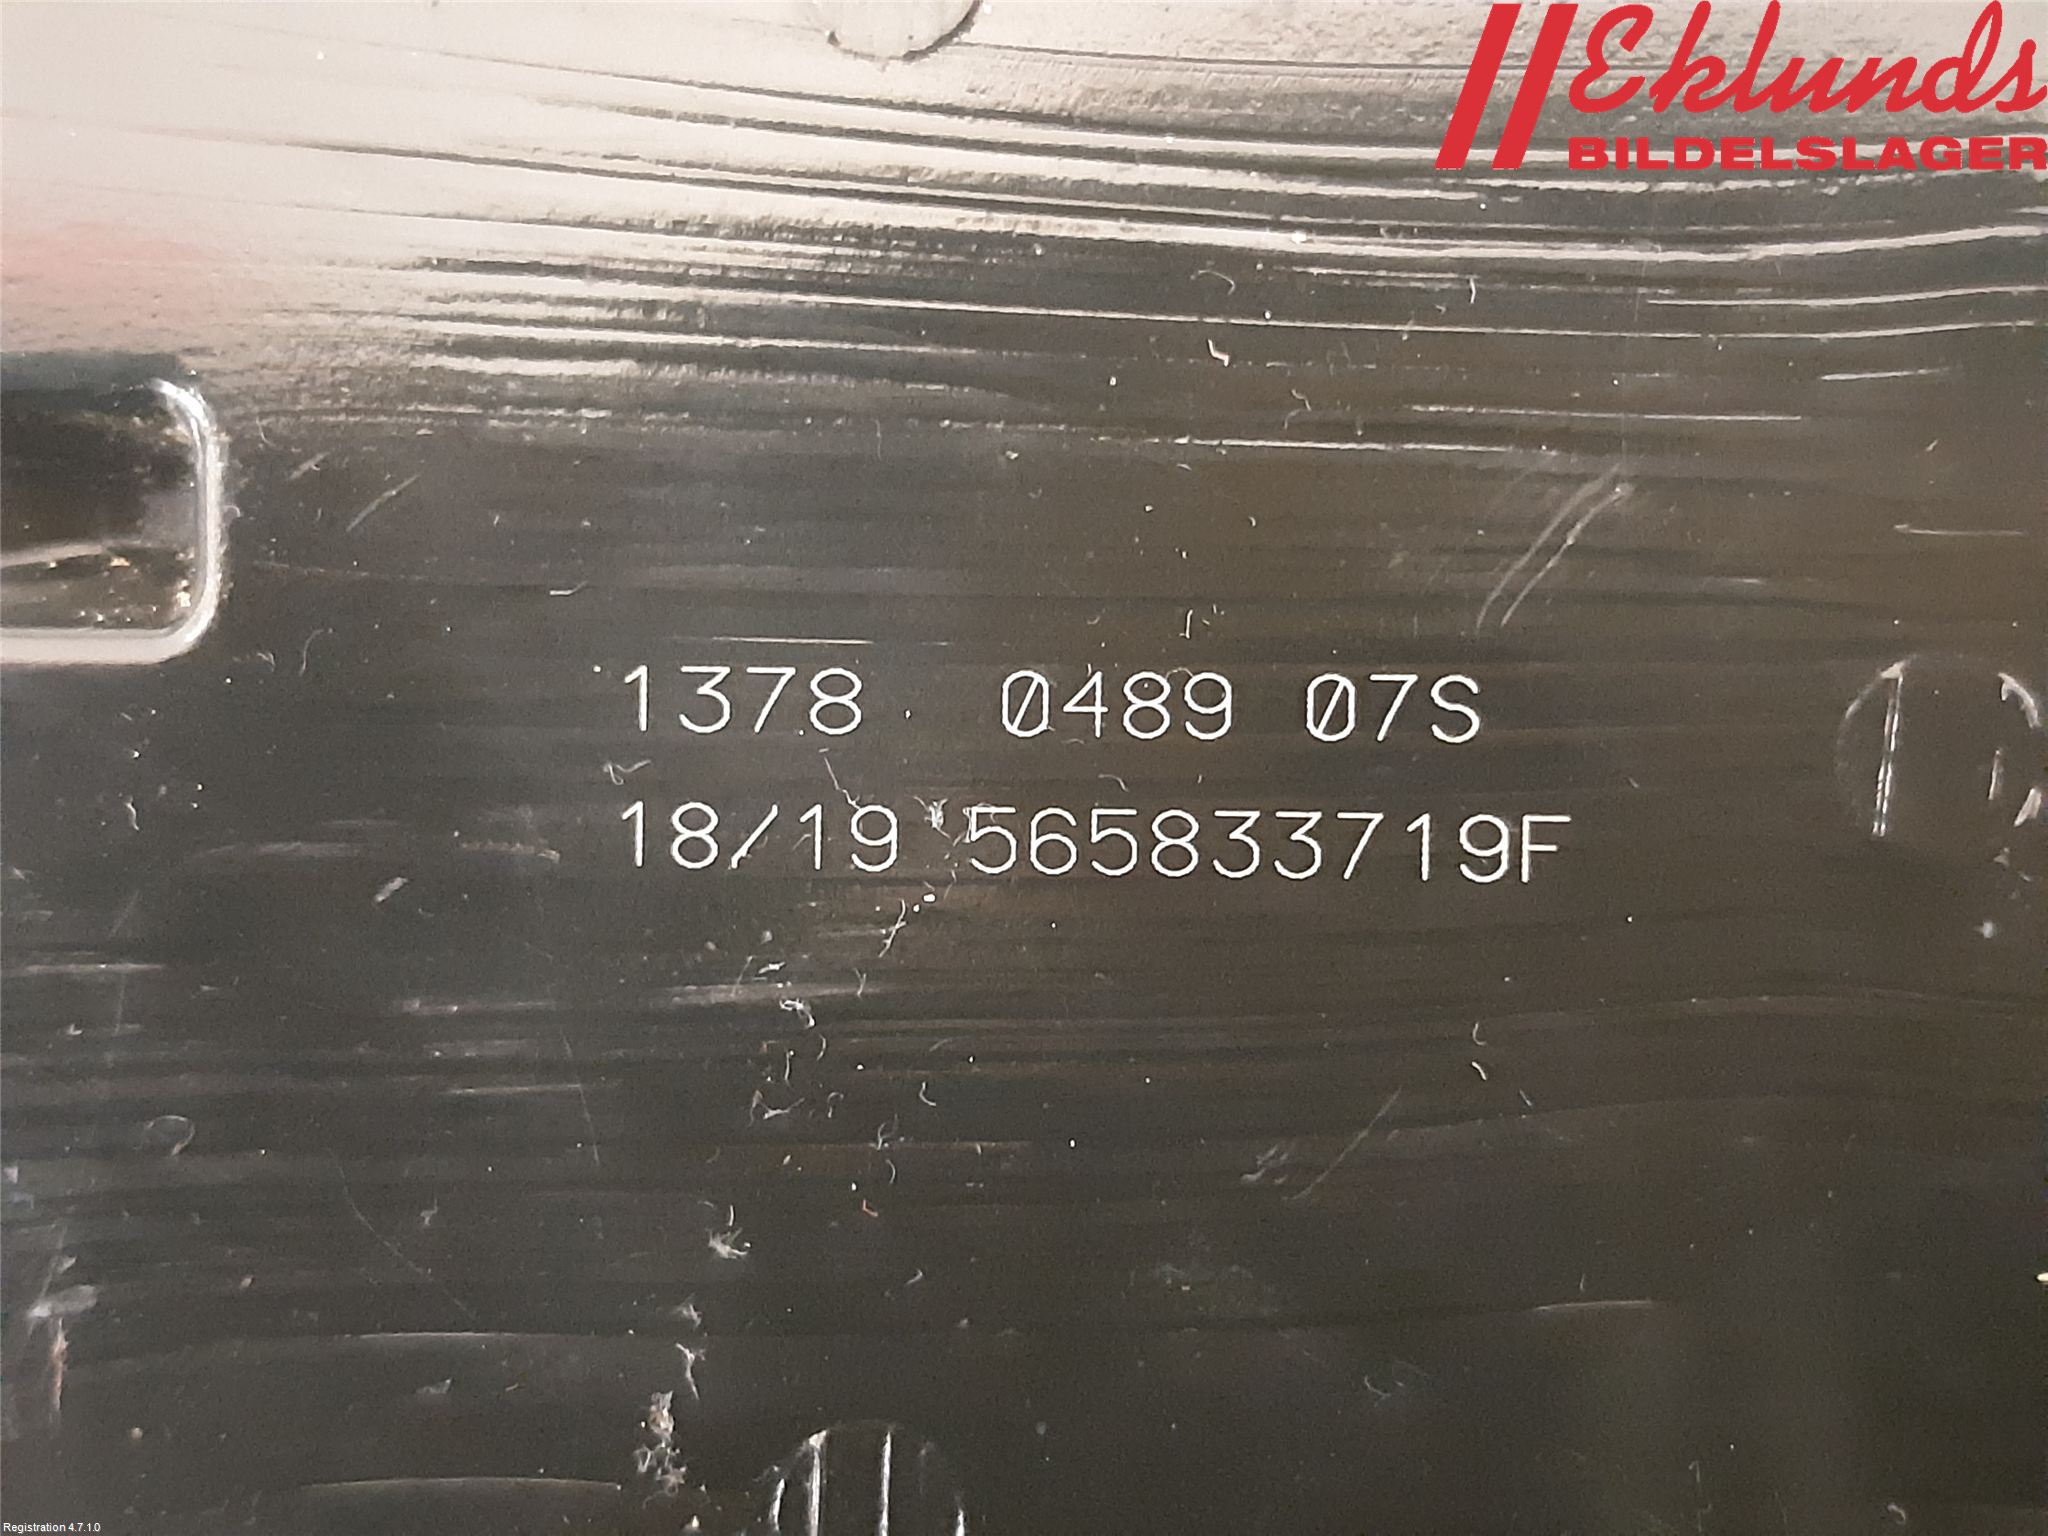 Eklunds
BILDELSLAGER
1378 0489 07S
18/19 565833719F
Registration 4.7.1.0